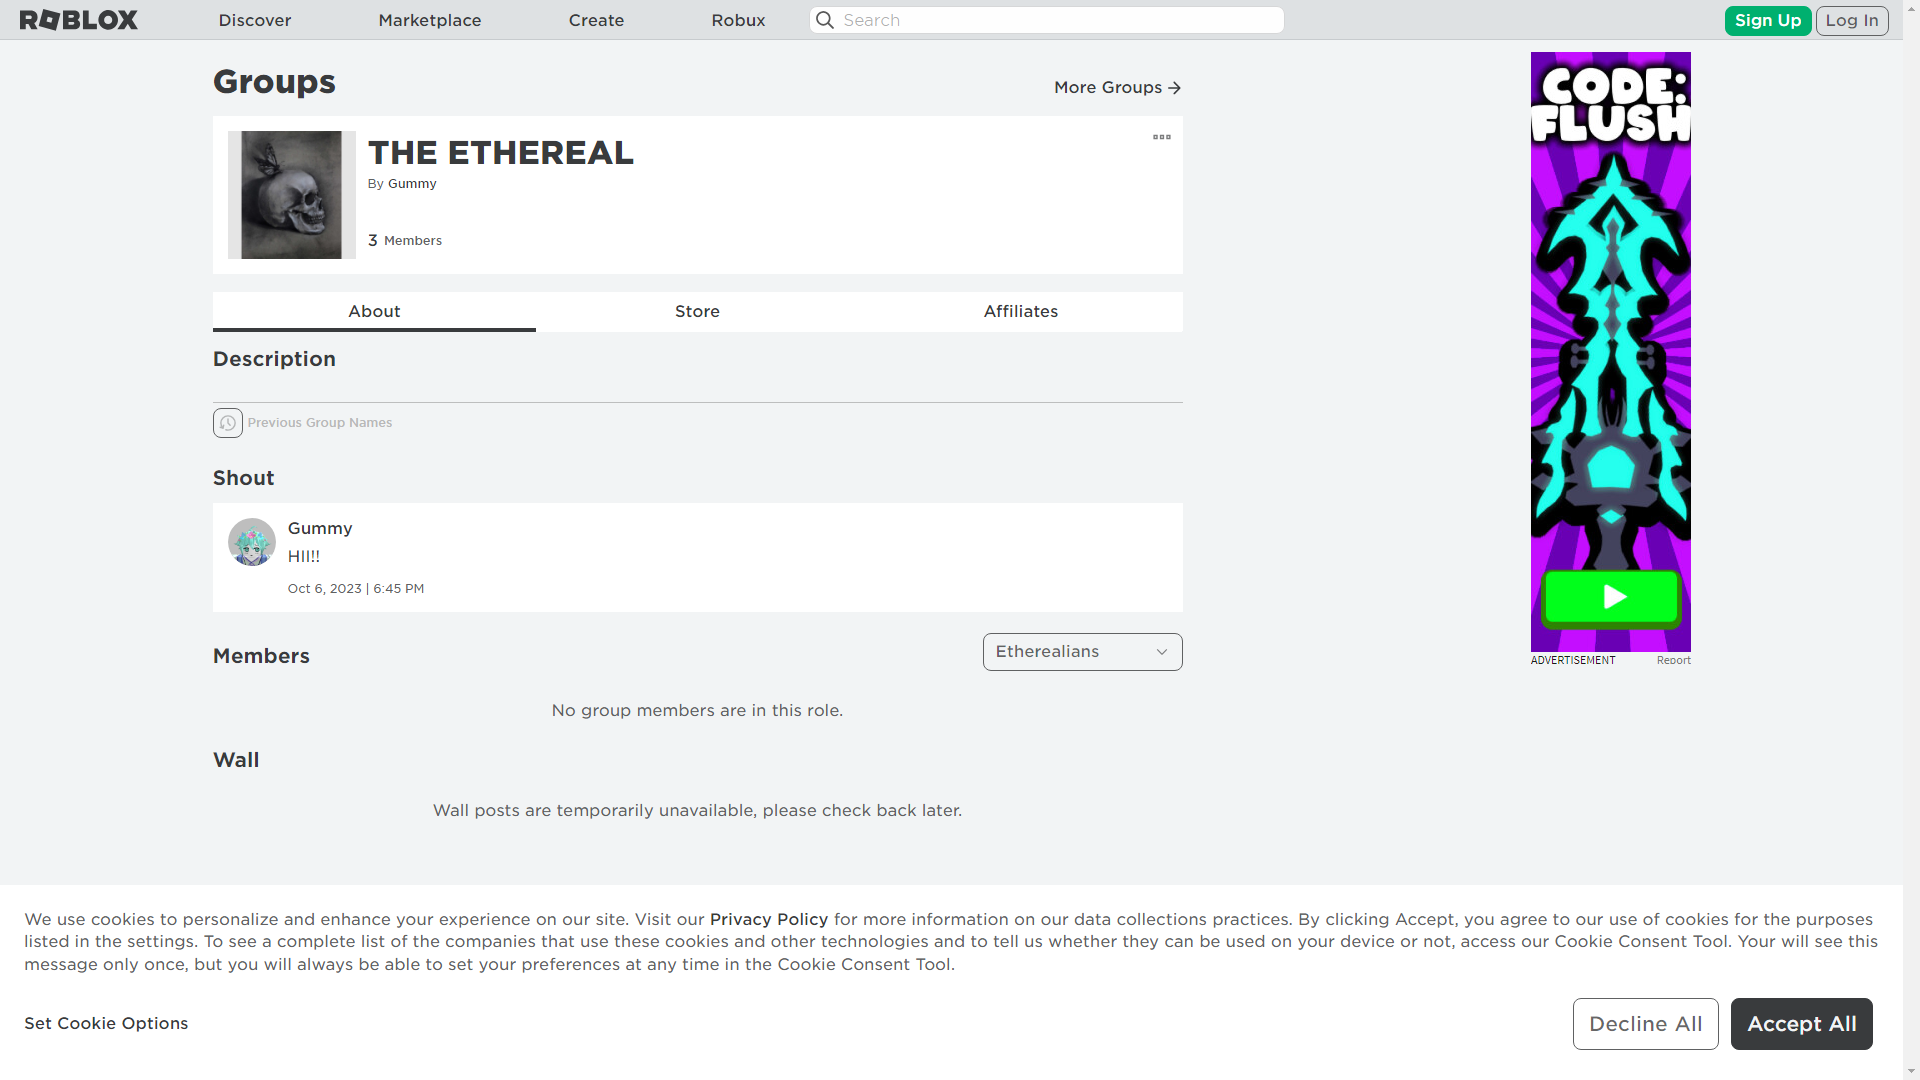 ROBLOX
Discover
Marketplace
Create
Robux
Search
Sign Up
Log In
Groups
More Groups
THE ETHEREAL
By Gummy
3 Members
About
Store
Affiliates
Description
Previous Group Names
Shout
Gummy
HII!!
Oct 6, 2023 | 6:45 PM
Members
Etherealians
No group members are in this role.
Wall
Wall posts are temporarily unavailable, please check back later.
CODE:
FLUSH
ADVERTISEMENT
Report
We use cookies to personalize and enhance your experience on our site. Visit our Privacy Policy for more information on our data collections practices. By clicking Accept, you agree to our use of cookies for the purposes
listed in the settings. To see a complete list of the companies that use these cookies and other technologies and to tell us whether they can be used on your device or not, access our Cookie Consent Tool. Your will see this
message only once, but you will always be able to set your preferences at any time in the Cookie Consent Tool.
Set Cookie Options
Decline All
Accept All